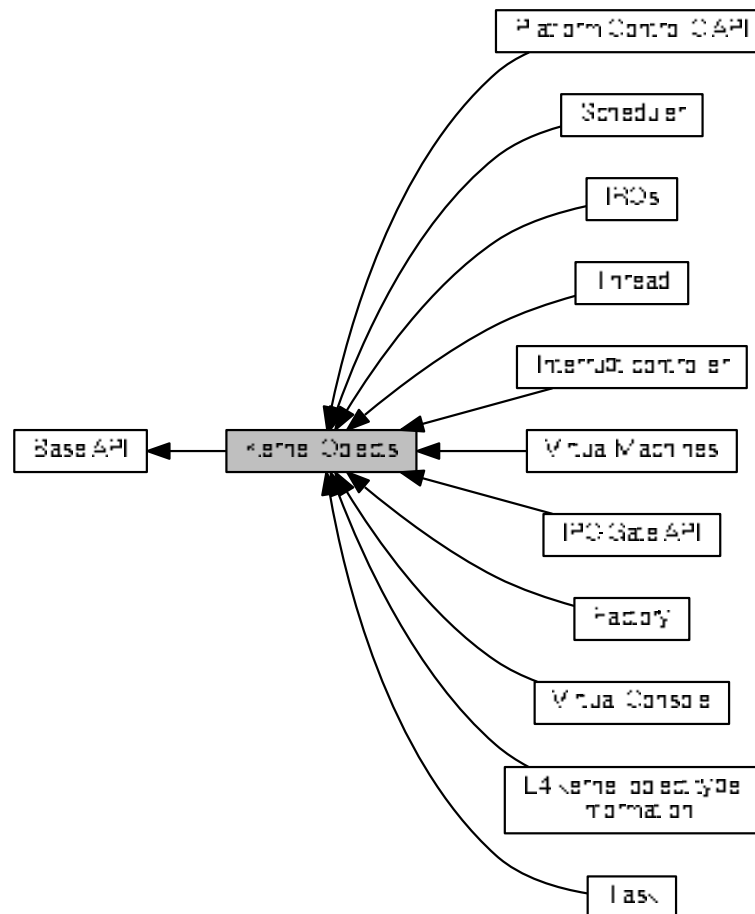 Platform Control C API
Scheduler
IRQs
Thread
Interrupt controller
Base API
Kernel Objects
Virtual Machines
IPC-Gate API
Factory
Virtual Console
L4 kernel object type
information
Task